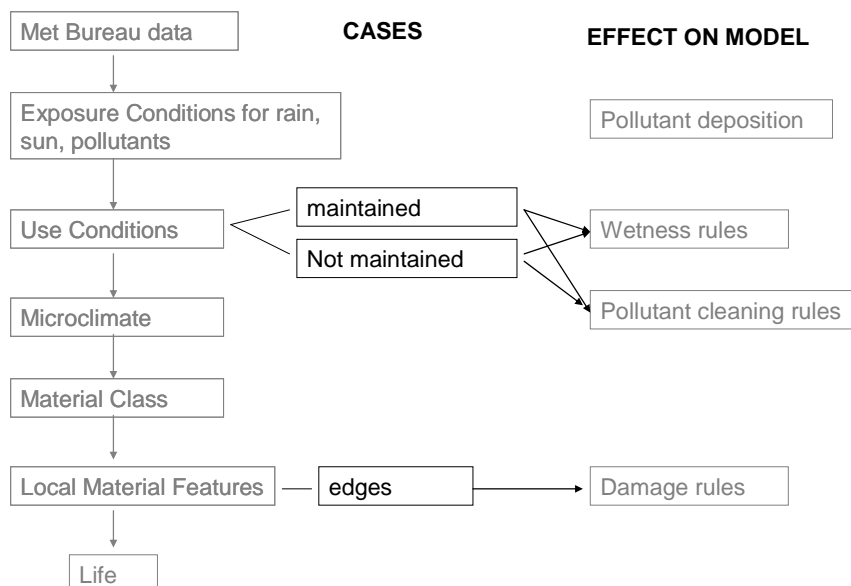 Met Bureau data
CASES
EFFECT ON MODEL
Exposure Conditions for rain,
sun, pollutants
Pollutant deposition
Use Conditions
maintained
Not maintained
Wetness rules
Microclimate
Pollutant cleaning rules
Material Class
Local Material Features
edges
Damage rules
Life